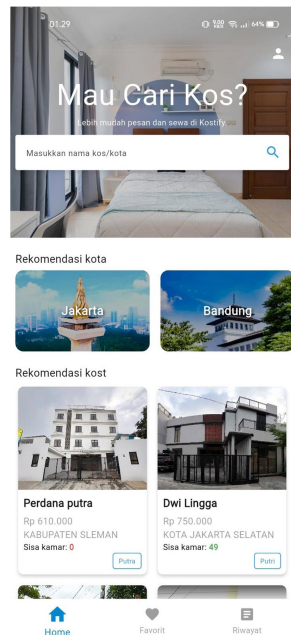 01.29
64%
Mau Cari Kos?
Lebih mudah pesan dan sewa di Kostify
Masukkan nama kos/kota
Rekomendasi kota
Jakarta
Bandung
Rekomendasi kost
Perdana putra
Rp 610.000
KABUPATEN SLEMAN
Sisa kamar: 0
Putra
Dwi Lingga
Rp 750.000
KOTA JAKARTA SELATAN
Sisa kamar: 49
Putri
Home
Favorit
Riwayat